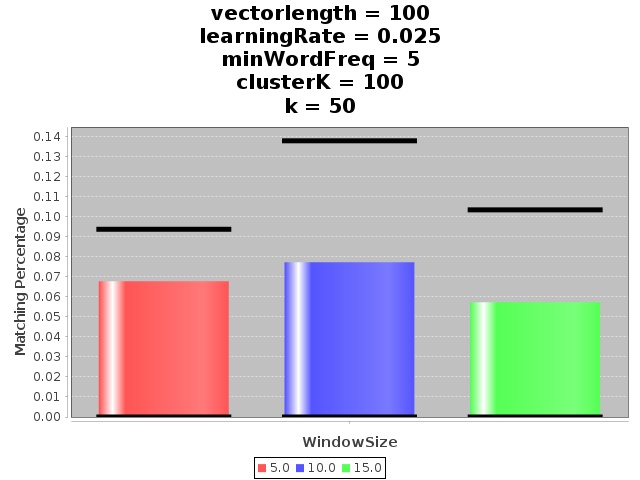 vectorlength = 100
learningRate = 0.025
minWordFreq = 5
clusterK = 100
k = 50
Matching Percentage
0.14
0.13
0.12
0.11
0.10
0.09
0.08
0.07
0.06
0.05
0.04
0.03
0.02
0.01
0.00
WindowSize
5.0 10.0 15.0